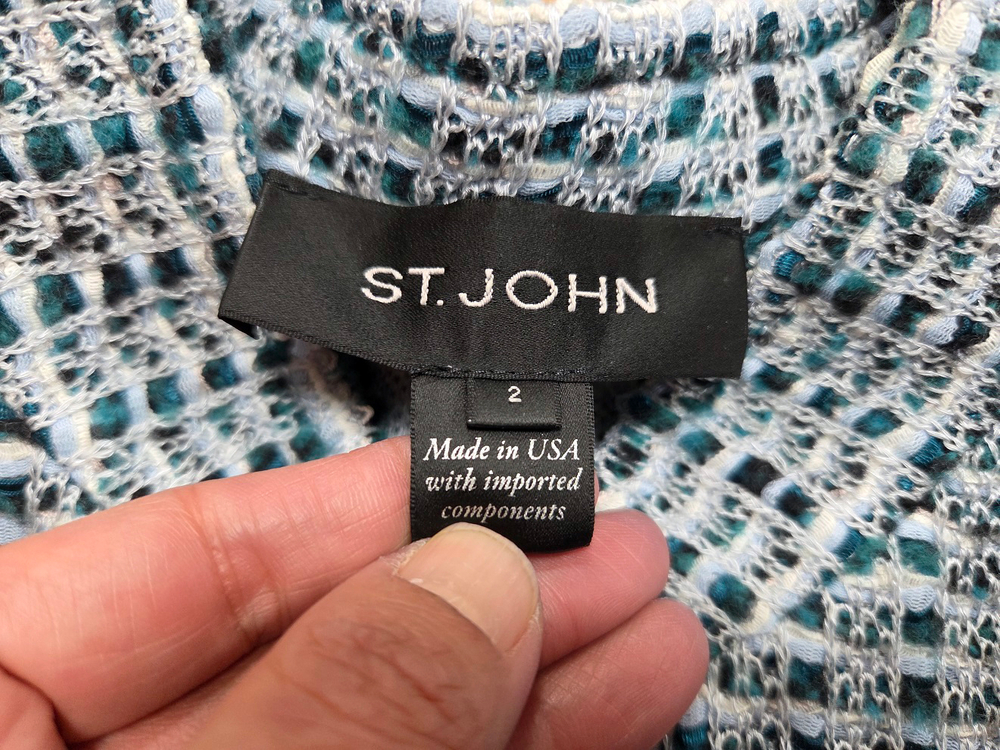 ST. JOHN
2
Made in USA
with imported
components